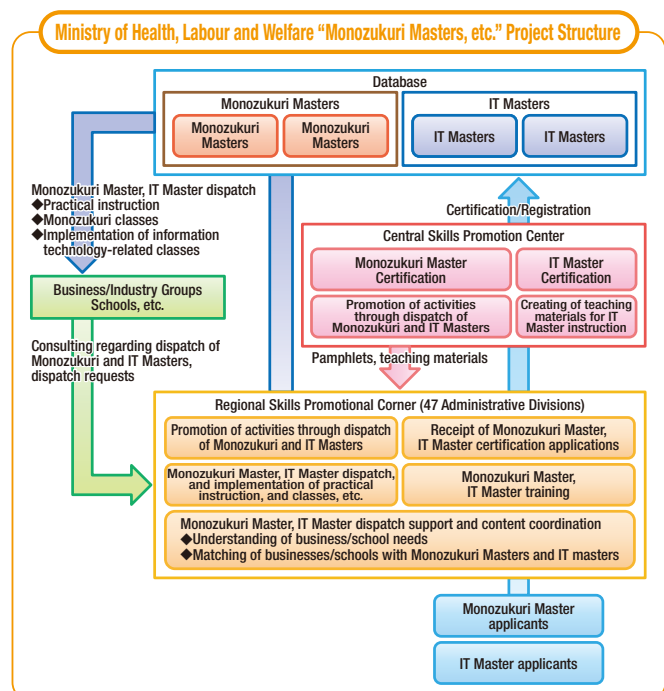 Ministry of Health, Labour and Welfare “Monozukuri Masters, etc.” Project Structure
Database
Monozukuri Masters
Monozukuri
Masters
Monozukuri
Masters
IT Masters
IT Masters
IT Masters
Monozukuri Master, IT Master dispatch
◆Practical instruction
◆Monozukuri classes
◆Implementation of information
technology-related classes
Certification/Registration
Central Skills Promotion Center
Monozukuri Master
Certification
IT Master
Certification
Promotion of activities
through dispatch of
Monozukuri and IT Masters
Creating of teaching
materials for IT
Master instruction
Business/Industry Groups
Schools, etc.
Consulting regarding dispatch of
Monozukuri and IT Masters,
dispatch requests
Pamphlets, teaching materials
Regional Skills Promotional Corner (47 Administrative Divisions)
Promotion of activities through dispatch
of Monozukuri and IT Masters
Receipt of Monozukuri Master,
IT Master certification applications
Monozukuri Master, IT Master dispatch,
and implementation of practical
instruction, and classes, etc.
Monozukuri Master,
IT Master training
Monozukuri Master, IT Master dispatch support and content coordination
◆Understanding of business/school needs
◆Matching of businesses/schools with Monozukuri Masters and IT masters
Monozukuri Master
applicants
IT Master applicants